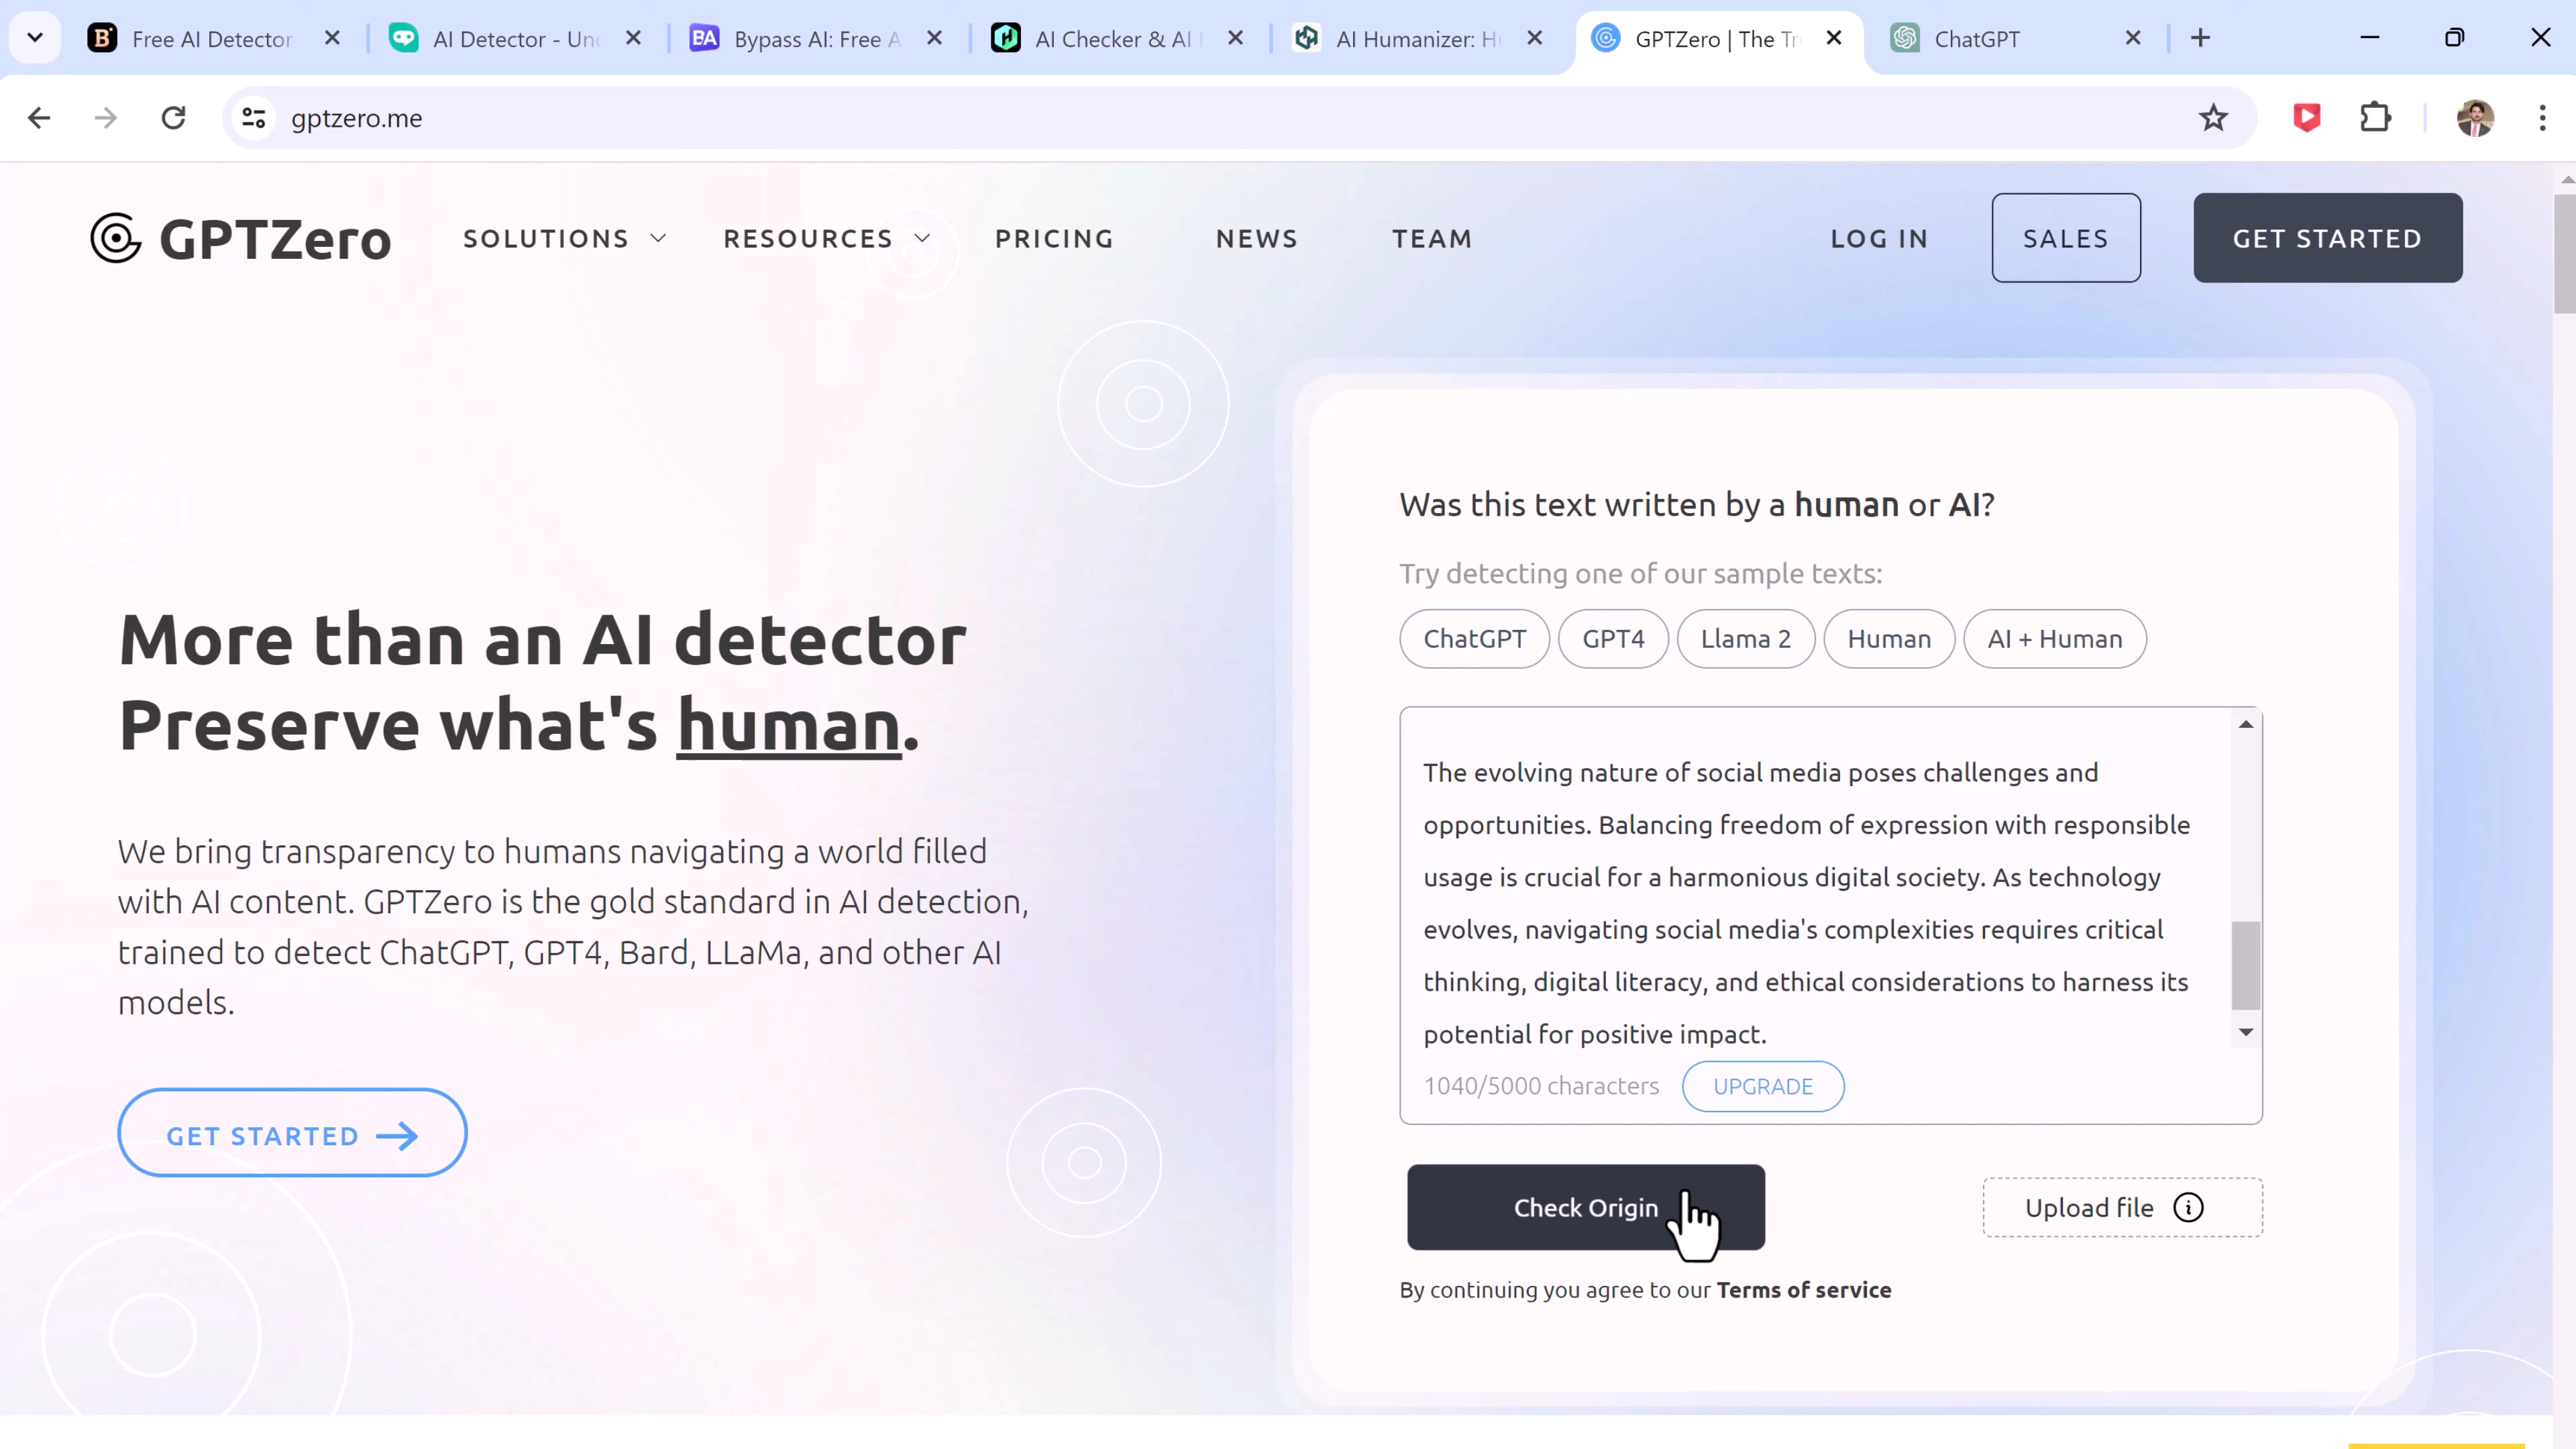 Free AI Detector
AI Detector - Und
Bypass AI: Free A
AI Checker & AI
AI Humanizer: Hu
GPTZero | The Tr
ChatGPT
gptzero.me
GPTZero
SOLUTIONS
RESOURCES
PRICING
NEWS
TEAM
LOG IN
SALES
GET STARTED
More than an AI detector
Preserve what's human.
We bring transparency to humans navigating a world filled
with AI content. GPTZero is the gold standard in AI detection,
trained to detect ChatGPT, GPT4, Bard, LLaMa, and other AI
models.
GET STARTED
Was this text written by a human or AI?
Try detecting one of our sample texts:
ChatGPT
GPT4
Llama 2
Human
AI + Human
The evolving nature of social media poses challenges and
opportunities. Balancing freedom of expression with responsible
usage is crucial for a harmonious digital society. As technology
evolves, navigating social media's complexities requires critical
thinking, digital literacy, and ethical considerations to harness its
potential for positive impact.
1040/5000 characters
UPGRADE
Check Origin
Upload file
By continuing you agree to our Terms of service